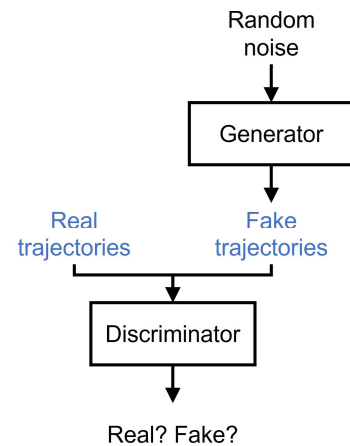 Random
noise
Generator
Real
trajectories
Fake
trajectories
Discriminator
Real? Fake?